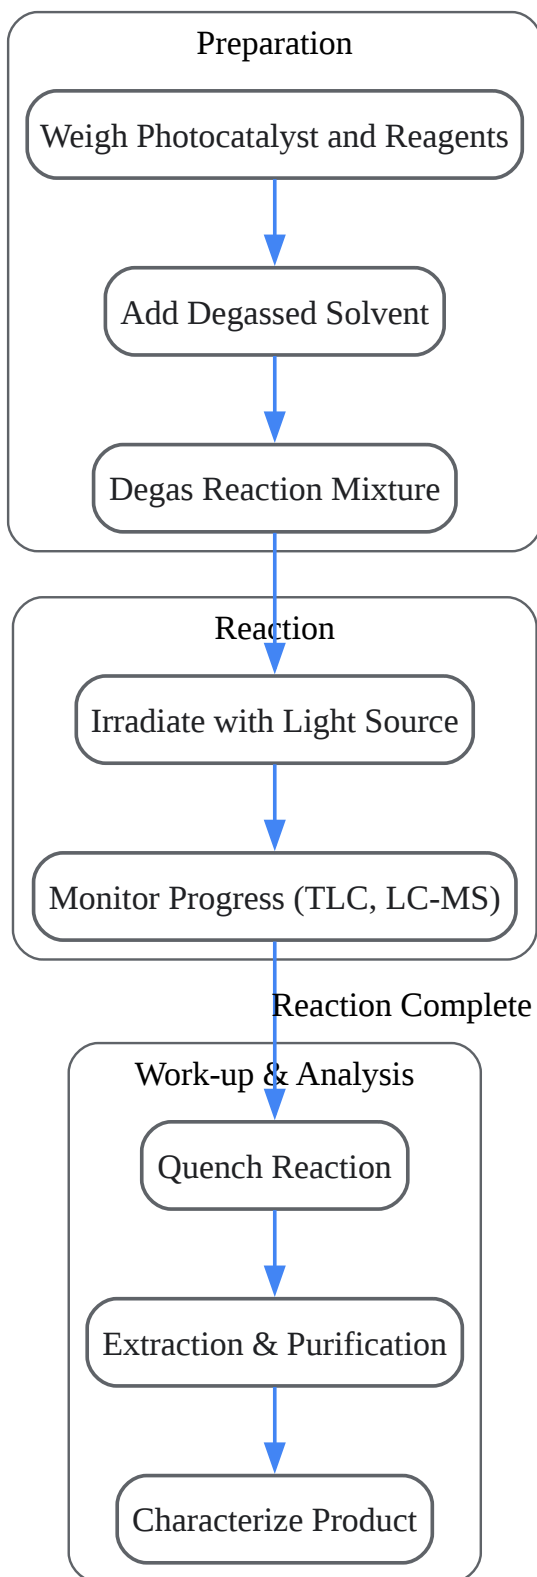 Preparation
Weigh Photocatalyst and Reagents
Add Degassed Solvent
Degas Reaction Mixture
Reaction
Irradiate with Light Source
Monitor Progress (TLC, LC-MS)
Reaction Complete
Work-up & Analysis
Quench Reaction
Extraction & Purification
Characterize Product